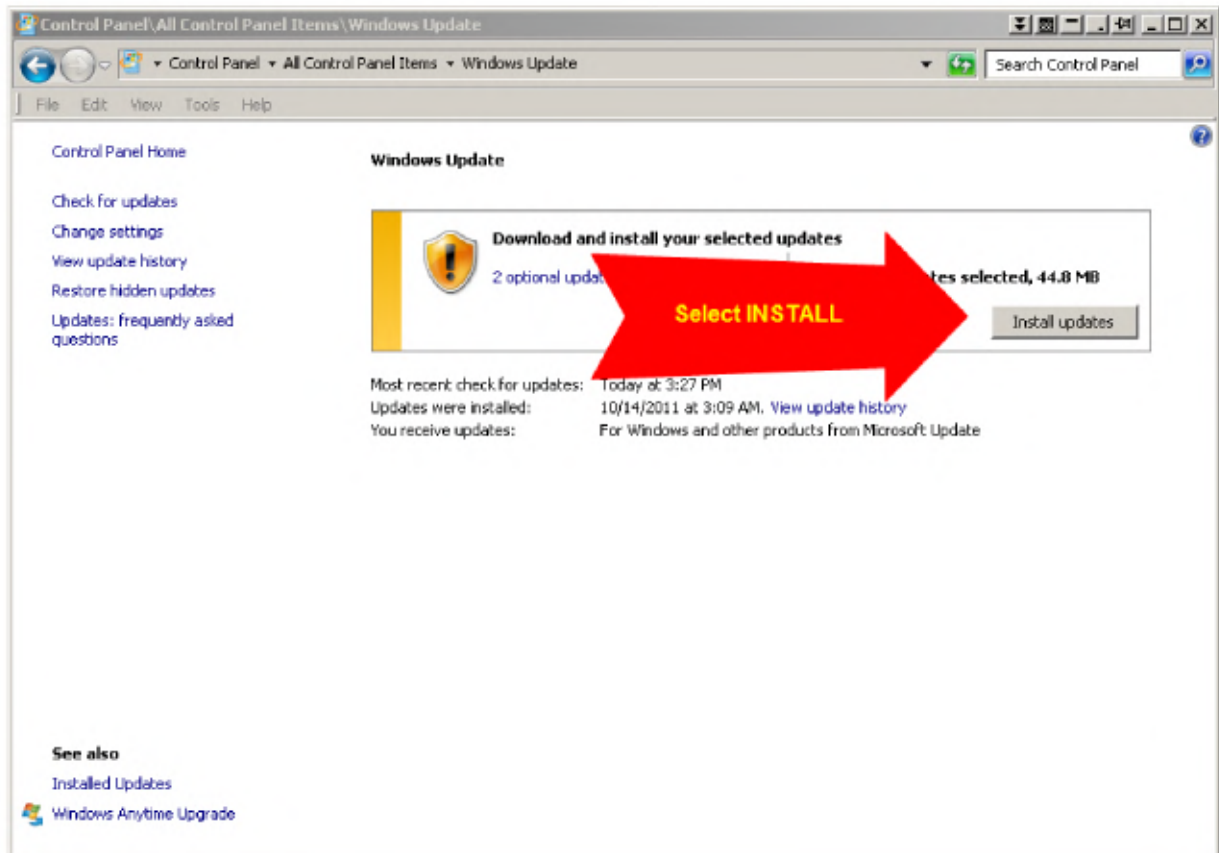 Control Panel\All Control Panel Items\Windows Update
Control Panel ▾ All Control Panel Items ▾ Windows Update
Search Control Panel
File Edit View Tools Help
Control Panel Home
Windows Update
Check for updates
Change settings
View update history
Restore hidden updates
Updates: frequently asked
questions
Download and install your selected updates
2 optional
selected, 44.8 MB
Select INSTALL
Install updates
Most recent check for updates: Today at 3:27 PM
Updates were installed: 10/14/2011 at 3:09 AM. View update history
You receive updates: For Windows and other products from Microsoft Update
See also
Installed Updates
Windows Anytime Upgrade